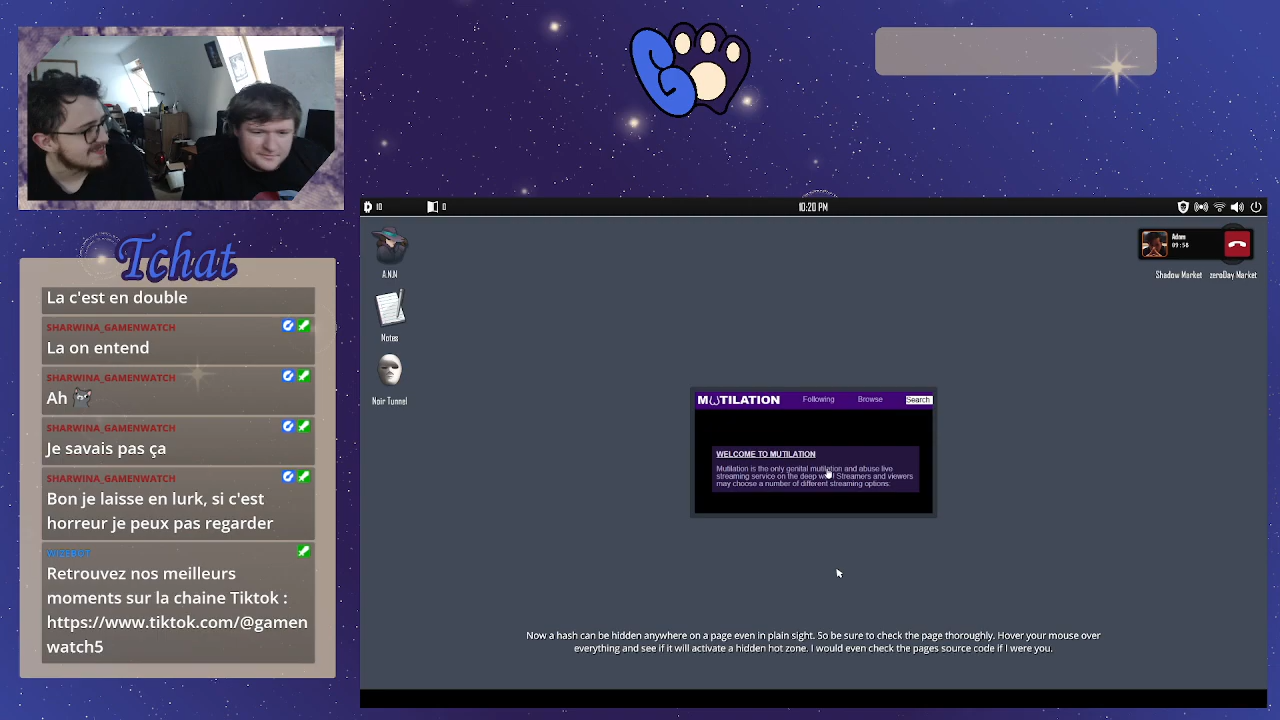 Tchat
La c'est en double
SHARWINA_GAMENWATCH
La on entend
SHARWINA_GAMENWATCH
Ah
SHARWINA_GAMENWATCH
Je savais pas ça
SHARWINA_GAMENWATCH
Bon je laisse en lurk, si c'est
horreur je peux pas regarder
WIZEBOT
Retrouvez nos meilleurs
moments sur la chaine Tiktok :
https://www.tiktok.com/@gamen
watch5
10
0
10:20 PM
A.N.N
Notes
Noir Tunnel
Adam
09:56
Shadow Market
zeroDay Market
MUTILATION
Following
Browse
Search
WELCOME TO MUTILATION
Mutilation is the only genital mutilation and abuse live
streaming service on the deep Streamers and viewers
may choose a number of different streaming options.
Now a hash can be hidden anywhere on a page even in plain sight. So be sure to check the page thoroughly. Hover your mouse over
everything and see if it will activate a hidden hot zone. I would even check the pages source code if I were you.